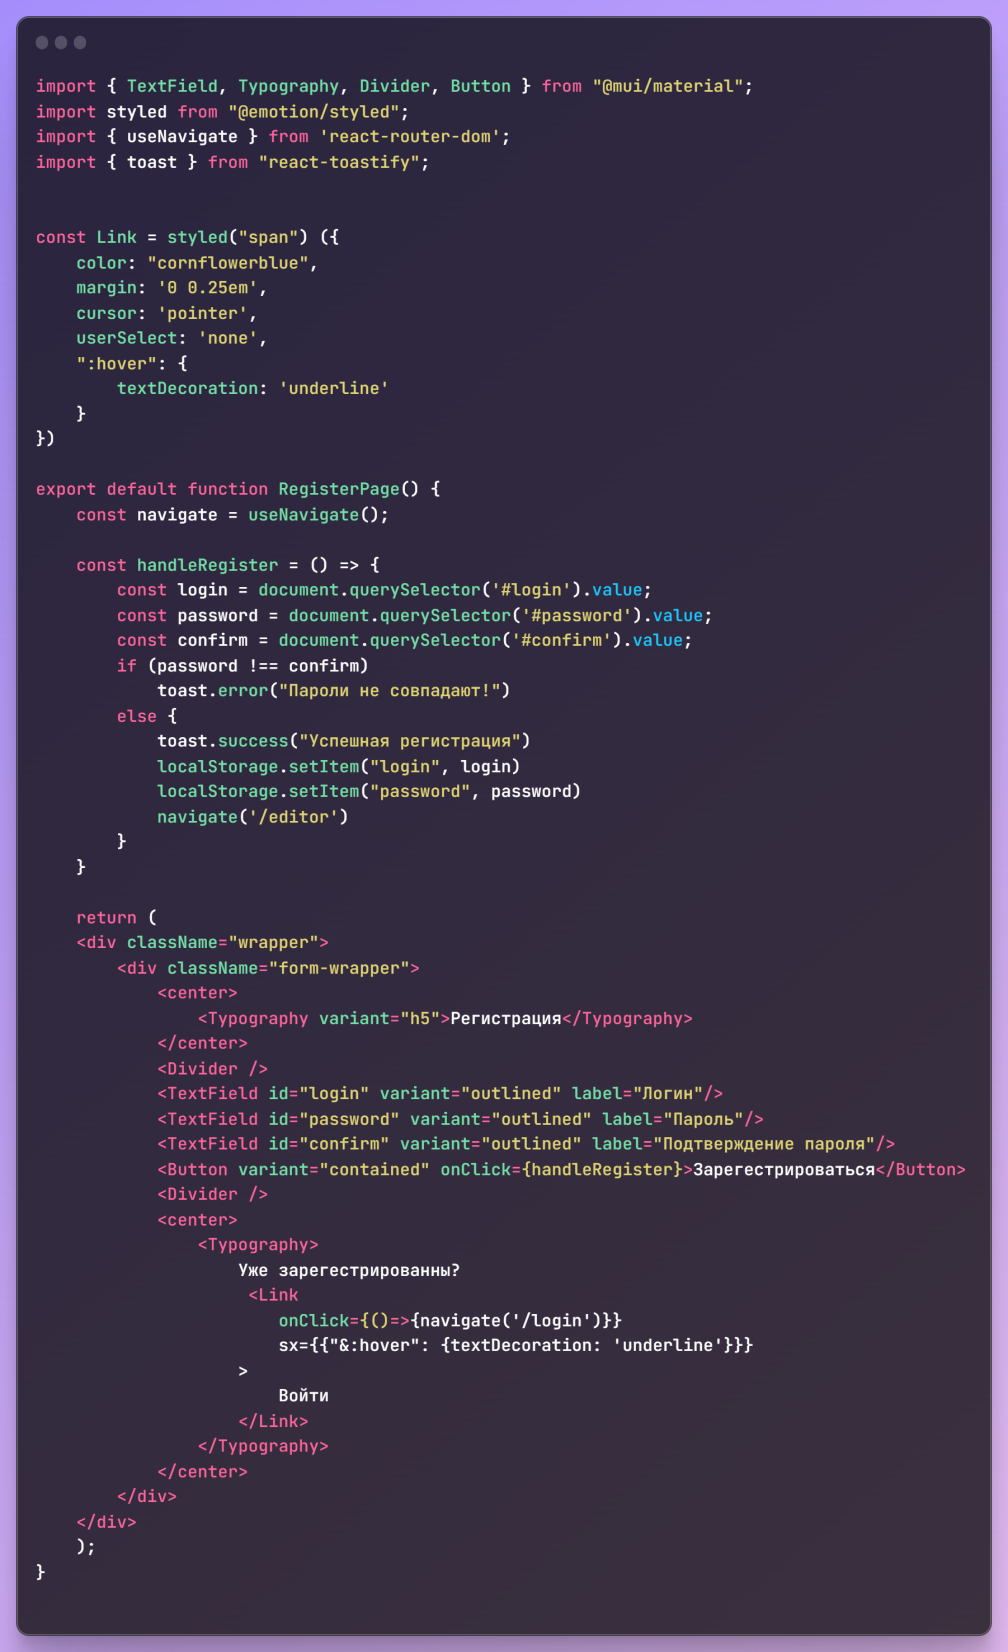 import { TextField, Typography, Divider, Button } from "@mui/material";
import styled from "@emotion/styled";
import { useNavigate } from 'react-router-dom';
import { toast } from "react-toastify";
const Link = styled("span") ({
    color: "cornflowerblue",
    margin: '0 0.25em',
    cursor: 'pointer',
    userSelect: 'none',
    ":hover": {
        textDecoration: 'underline'
    }
})
export default function RegisterPage() {
    const navigate = useNavigate();
    const handleRegister = () => {
        const login = document.querySelector('#login').value;
        const password = document.querySelector('#password').value;
        const confirm = document.querySelector('#confirm').value;
        if (password !== confirm)
            toast.error("Пароли не совпадают!")
        else {
            toast.success("Успешная регистрация")
            localStorage.setItem("login", login)
            localStorage.setItem("password", password)
            navigate('/editor')
        }
    }
    return (
    <div className="wrapper">
        <div className="form-wrapper">
            <center>
                <Typography variant="h5">Регистрация</Typography>
            </center>
            <Divider />
            <TextField id="login" variant="outlined" label="Логин"/>
            <TextField id="password" variant="outlined" label="Пароль"/>
            <TextField id="confirm" variant="outlined" label="Подтверждение пароля"/>
            <Button variant="contained" onClick={handleRegister}>Зарегестрироваться</Button>
            <Divider />
            <center>
                <Typography>
                    Уже зарегестрированны?
                     <Link
                        onClick={()=>{navigate('/login')}}
                        sx={{"&:hover": {textDecoration: 'underline'}}}
                    >
                        Войти
                    </Link>
                </Typography>
            </center>
        </div>
    </div>
    );
}